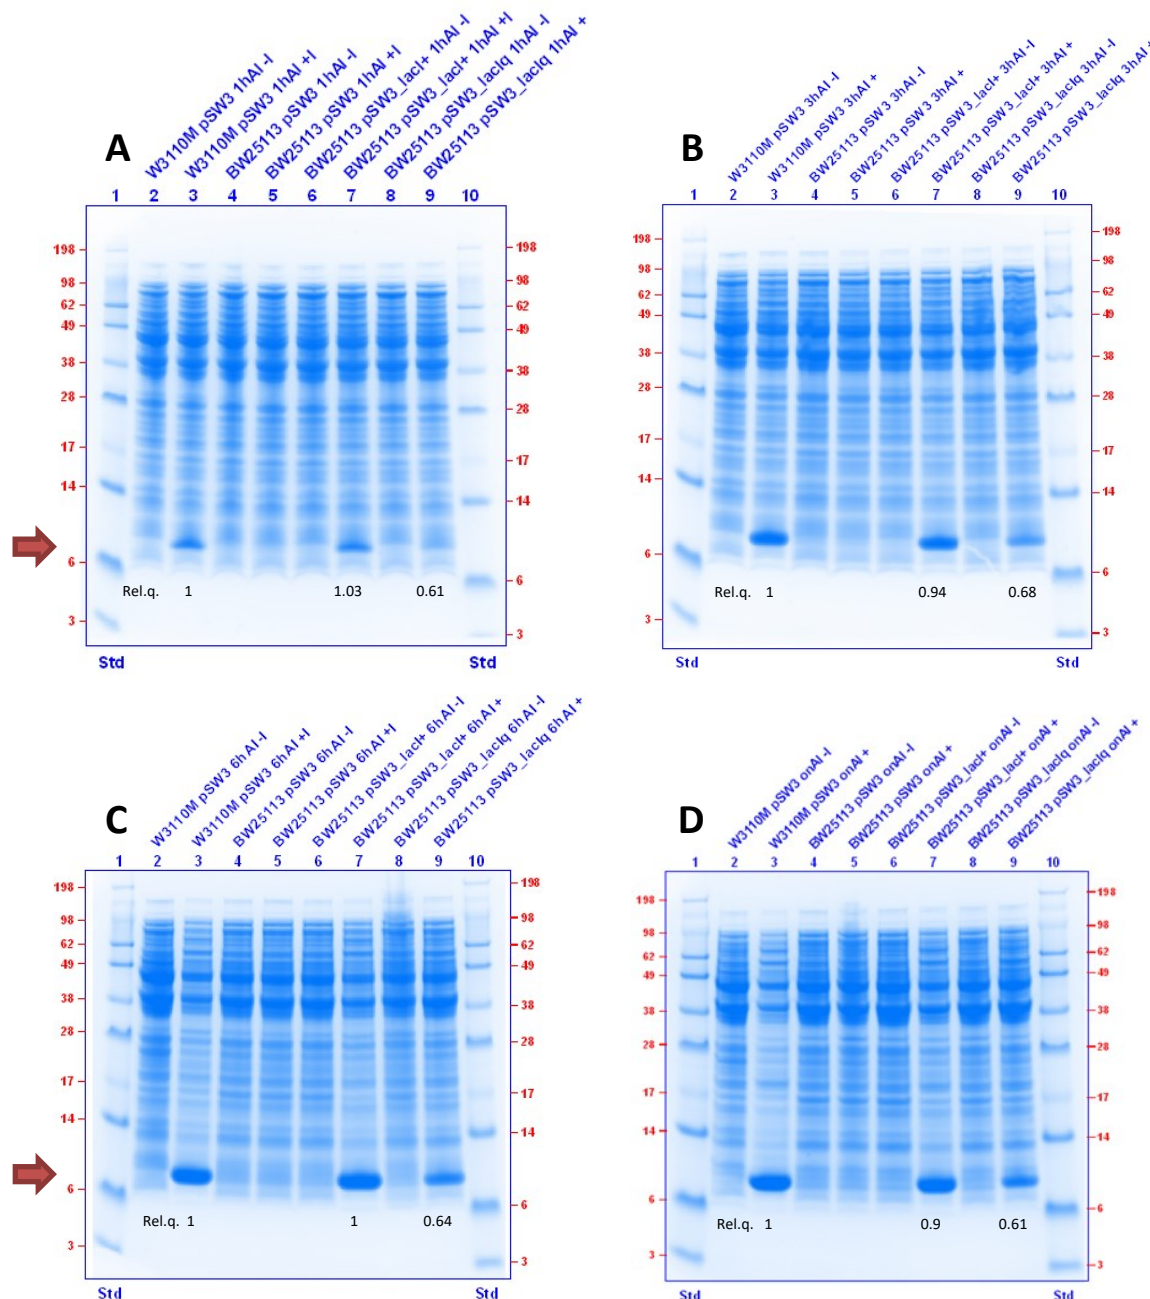 A
W3110M pSW3 1hAI -I
W3110M pSW3 1hAI +I
BW25113 pSW3 1hAI -I
BW25113 pSW3 1hAI +I
BW25113 pSW3_lacI+ 1hAI -I
BW25113 pSW3_lacI+ 1hAI +I
BW25113 pSW3_lacIq 1hAI -I
BW25113 pSW3_lacIq 1hAI +
1 2 3 4 5 6 7 8 9 10
198 198
98 98
62 62
49 49
38 38
28 28
17 17
14 14
6 6
3 3
Rel.q. 1 1.03 0.61
Std Std
B
W3110M pSW3 3hAI -I
W3110M pSW3 3hAI +
BW25113 pSW3 3hAI -I
BW25113 pSW3 3hAI +
BW25113 pSW3_lacI+ 3hAI -I
BW25113 pSW3_lacI+ 3hAI +
BW25113 pSW3_lacIq 3hAI -I
BW25113 pSW3_lacIq 3hAI +
1 2 3 4 5 6 7 8 9 10
198 198
98 98
62 62
49 49
38 38
28 28
17 17
14 14
6 6
3 3
Rel.q. 1 0.94 0.68
Std Std
C
W3110M pSW3 6hAI -I
W3110M pSW3 6hAI +I
BW25113 pSW3 6hAI -I
BW25113 pSW3 6hAI +I
BW25113 pSW3_lacI+ 6hAI -I
BW25113 pSW3_lacI+ 6hAI +
BW25113 pSW3_lacIq 6hAI -I
BW25113 pSW3_lacIq 6hAI +
1 2 3 4 5 6 7 8 9 10
198 198
98 98
62 62
49 49
38 38
28 28
17 17
14 14
6 6
3 3
Rel.q. 1 1 0.64
Std Std
D
W3110M pSW3 onAI -I
W3110M pSW3 onAI +
BW25113 pSW3 onAI -I
BW25113 pSW3 onAI +
BW25113 pSW3_lacI+ onAI -I
BW25113 pSW3_lacI+ onAI +
BW25113 pSW3_lacIq onAI -I
BW25113 pSW3_lacIq onAI +
1 2 3 4 5 6 7 8 9 10
198 198
98 98
62 62
49 49
38 38
28 28
17 17
14 14
6 6
3 3
Rel.q. 1 0.9 0.61
Std Std